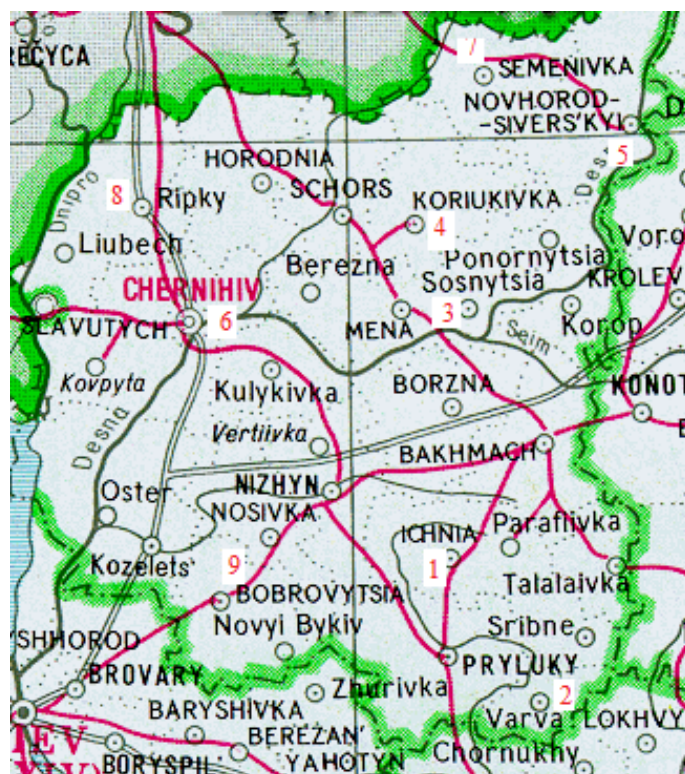 REČYCA
7
SEMENIVKA
NOVHOROD-
-SIVERS'KYI
5
HORODNIA
8
Ripky
SCHORS
KORIUKIVKA
4
Des
Dnipro
Liubech
Berezna
Ponornytsia
Voro
CHERNIHIV
Sosnytsia
KROLEV
SLAVUTYCH
6
MENA
3
Korop
Seim
Kovpyta
Kulykivka
BORZNA
KONOT
Desna
Vertiivka
BAKHMACH
Oster
NIZHYN
NOSIVKA
ICHNIA
Parafiivka
Kozelets'
9
1
Talalaivka
BOBROVYTSIA
Novyi Bykiv
Sribne
YSHHOROD
BROVARY
PRYLUKY
Zhurivka
2
BARYSHIVKA
Varva
LOKHVY
IEV
BEREZAN'
YAHOTYN
Chornukhy
BORYSPIL